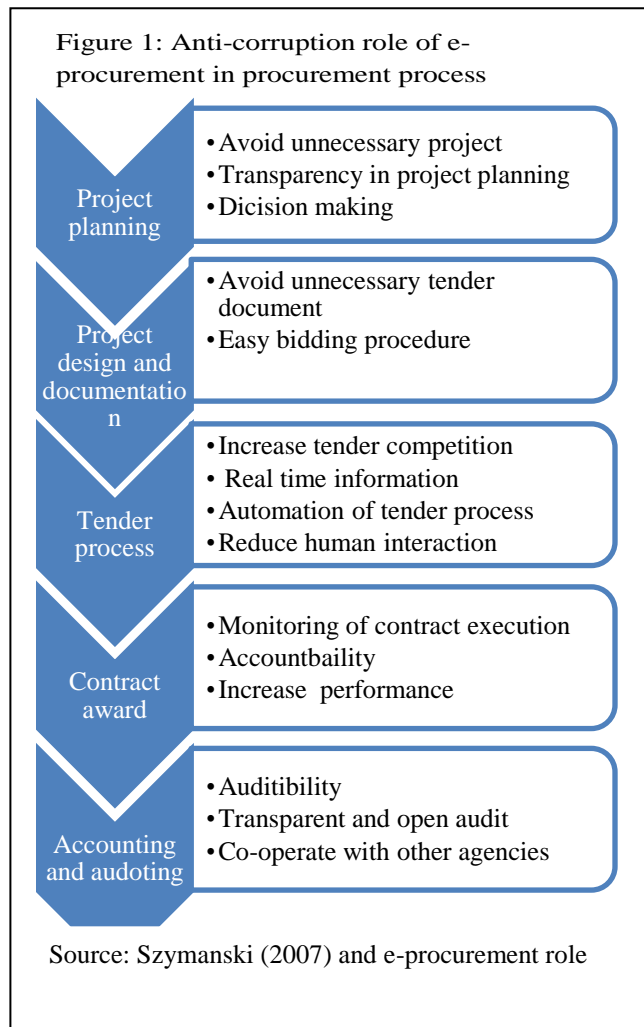 Figure 1: Anti-corruption role of e-
procurement in procurement process
Project
planning
•Avoid unnecessary project
•Transparency in project planning
•Dicision making
Project
design and
documentatio
n
•Avoid unnecessary tender
document
•Easy bidding procedure
Tender
process
•Increase tender competition
• Real time information
•Automation of tender process
•Reduce human interaction
Contract
award
•Monitoring of contract execution
•Accountbaility
•Increase performance
Accounting
and audoting
•Auditibility
•Transparent and open audit
•Co-operate with other agencies
Source: Szymanski (2007) and e-procurement role